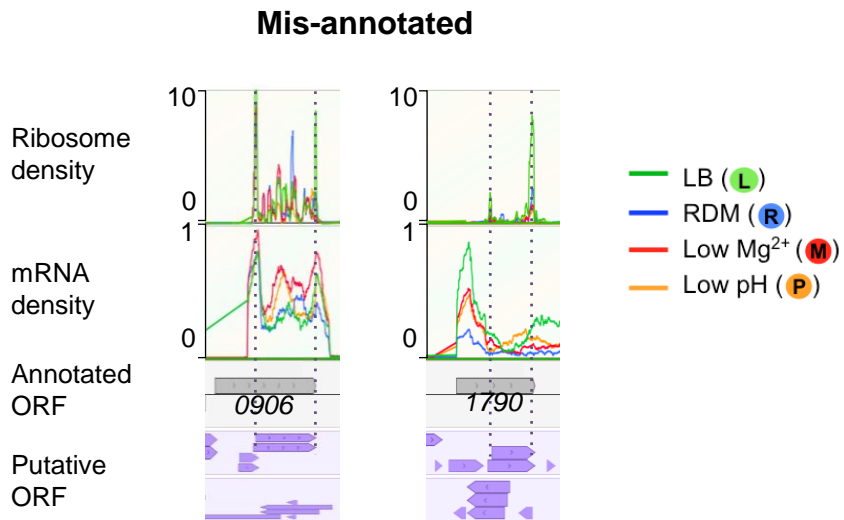 Mis-annotated
Ribosome
density
10
0
10
0
mRNA
density
1
0
1
0
Annotated
ORF
0906
1790
Putative
ORF
LB (L)
RDM (R)
Low Mg²⁺ (M)
Low pH (P)